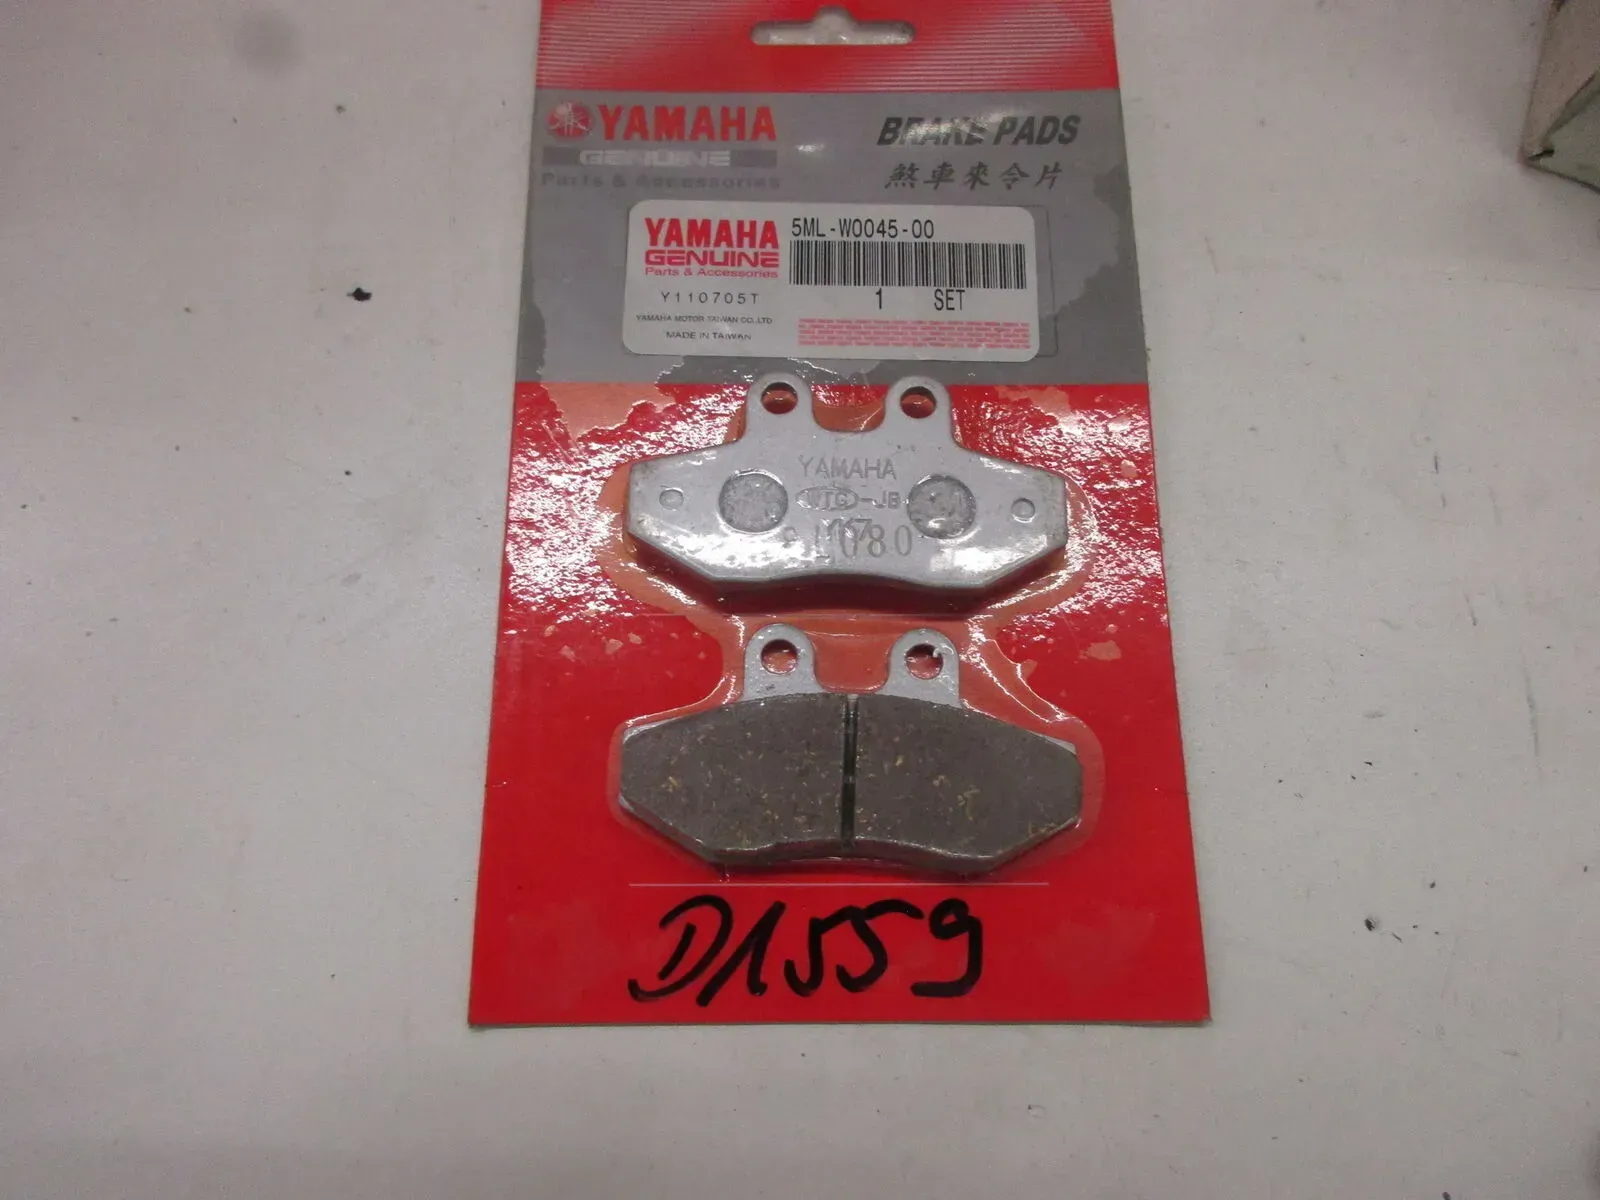 YAMAHA
GENUINE
Parts & Accessories
BRAKE PADS
煞車來令片
YAMAHA
GENUINE
Parts & Accessories
Y110705T
YAMAHA MOTOR TAIWAN CO.,LTD
MADE IN TAIWAN
5ML-W0045-00
1 SET
YAMAHA
D1559